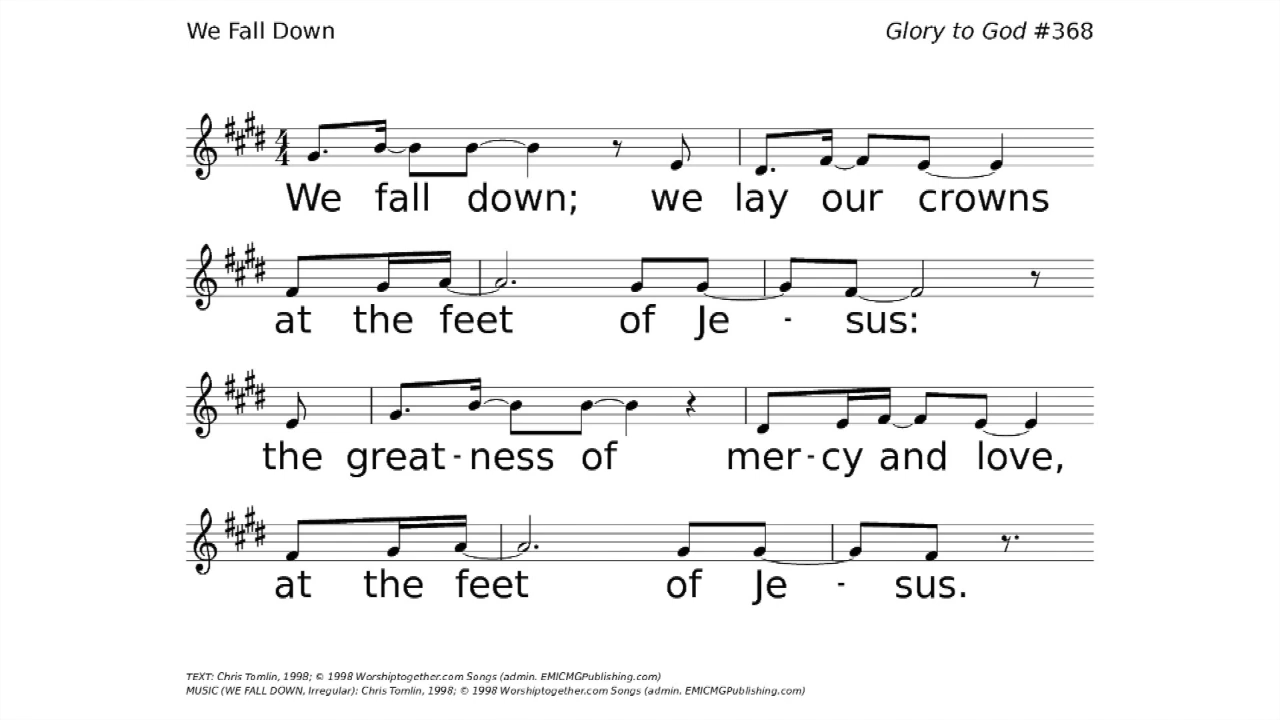 We Fall Down
Glory to God #368
4
4
We fall down; we lay our crowns
at the feet of Je - sus:
the great - ness of mer - cy and love,
at the feet of Je - sus.
TEXT: Chris Tomlin, 1998; © 1998 Worshiptogether.com Songs (admin. EMICMGPublishing.com)
MUSIC (WE FALL DOWN, Irregular): Chris Tomlin, 1998; © 1998 Worshiptogether.com Songs (admin. EMICMGPublishing.com)